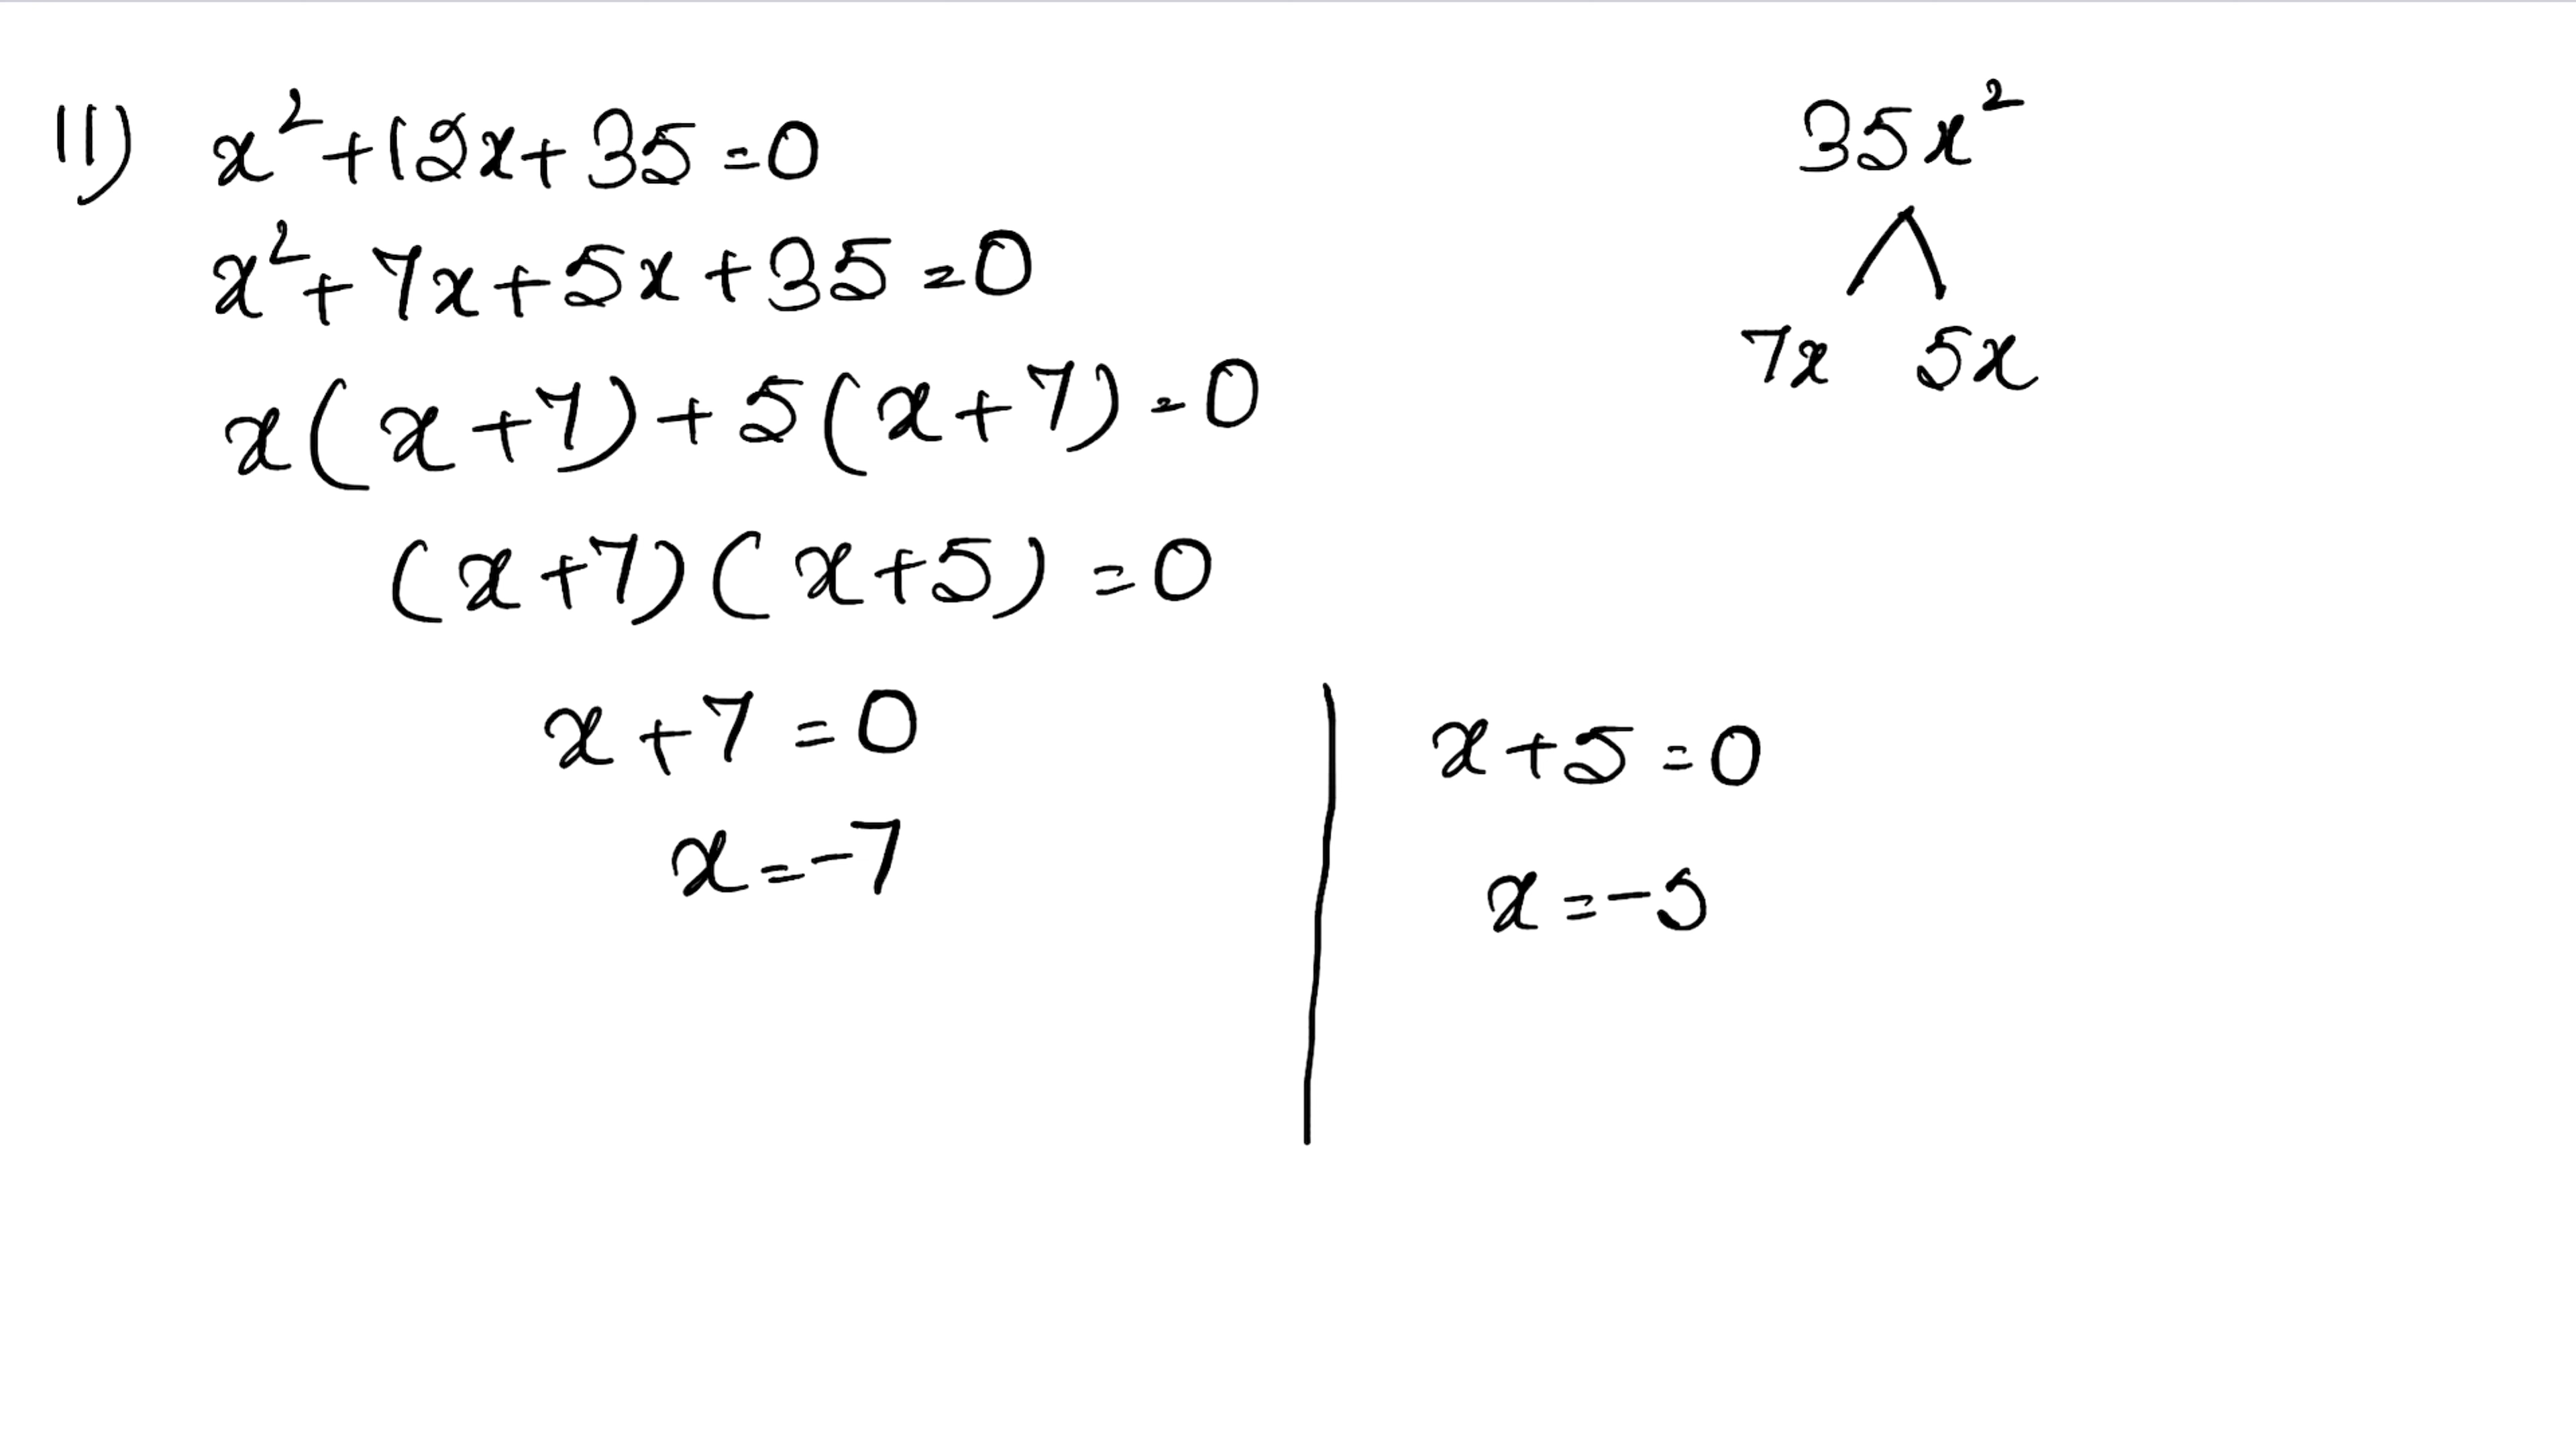 11) x²+12x+35=0
x²+7x+5x+35=0
x(x+7)+5(x+7)=0
(x+7)(x+5)=0
x+7=0
x=-7
x+5=0
x=-5
35x²
7x 5x